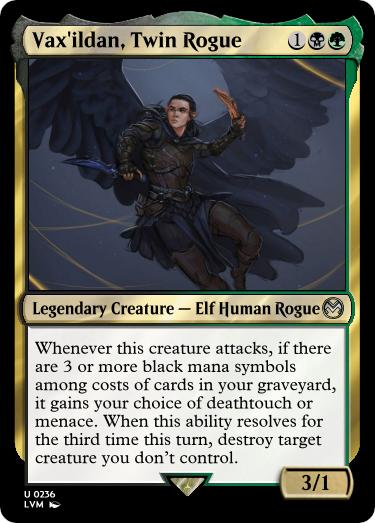 Vax'ildan, Twin Rogue 1
Legendary Creature — Elf Human Rogue
Whenever this creature attacks, if there
are 3 or more black mana symbols
among costs of cards in your graveyard,
it gains your choice of deathtouch or
menace. When this ability resolves for
the third time this turn, destroy target
creature you don't control.
3/1
U 0236
LVM